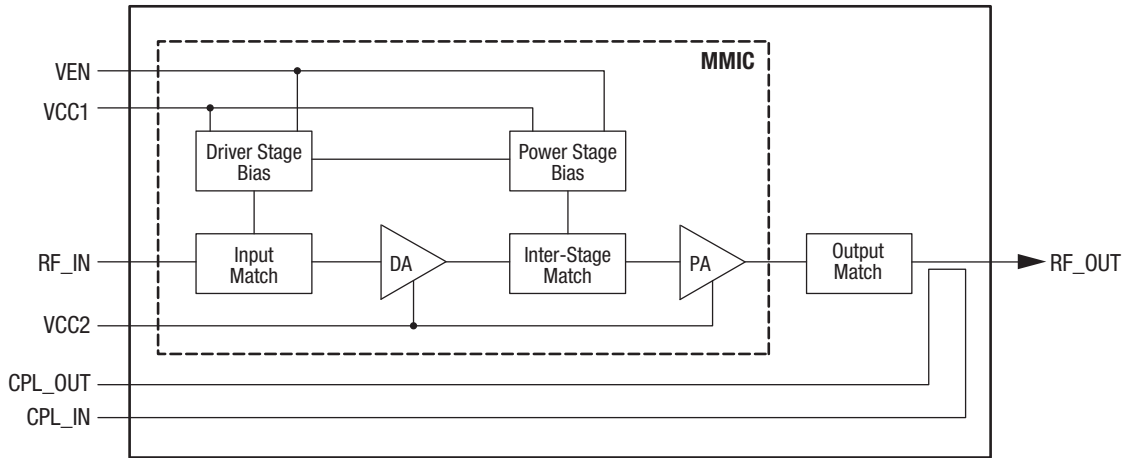 MMIC
VEN
VCC1
Driver Stage
Bias
Power Stage
Bias
RF_IN
Input
Match
DA
Inter-Stage
Match
PA
Output
Match
RF_OUT
VCC2
CPL_OUT
CPL_IN